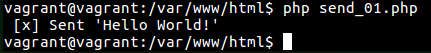 vagrant@vagrant:/var/www/html$ php send_01.php
 [x] Sent 'Hello World!'
vagrant@vagrant:/var/www/html$